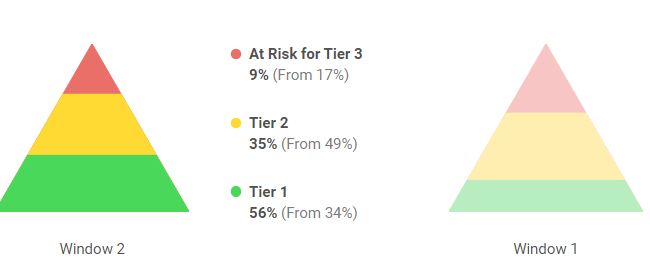 At Risk for Tier 3
9% (From 17%)
Tier 2
35% (From 49%)
Tier 1
56% (From 34%)
Window 2
Window 1